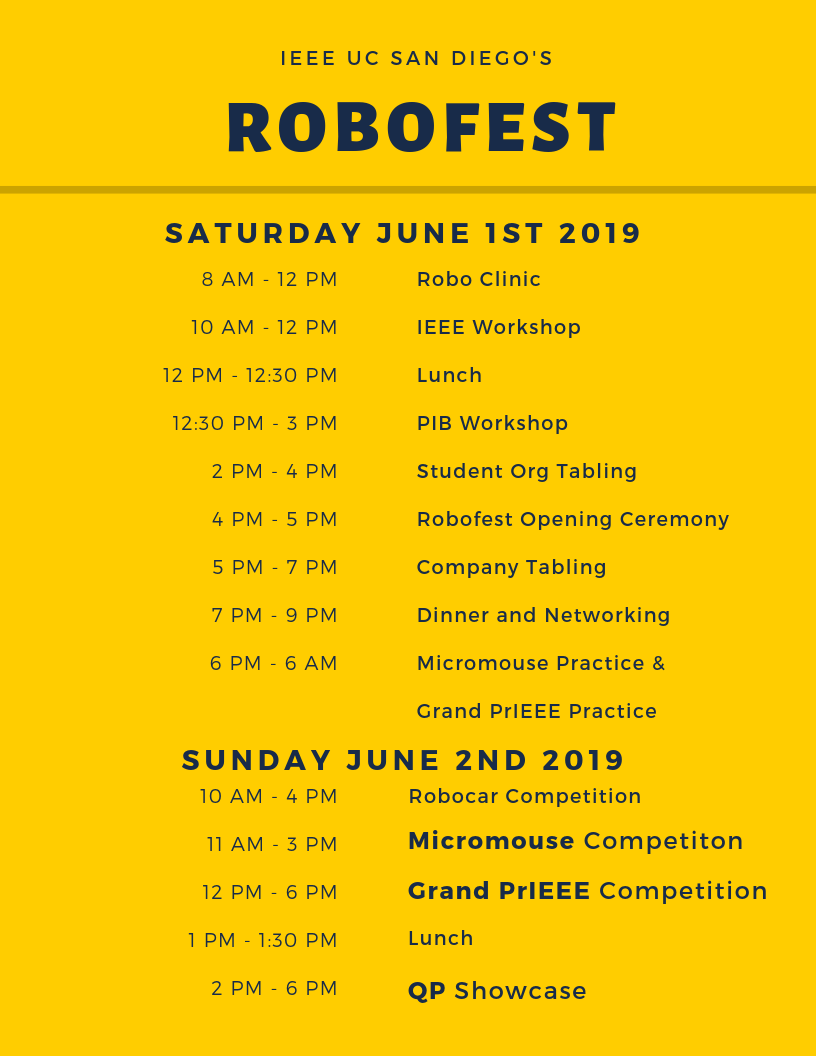 IEEE UC SAN DIEGO'S
ROBOFEST
SATURDAY JUNE 1ST 2019
8 AM - 12 PM Robo Clinic
10 AM - 12 PM IEEE Workshop
12 PM - 12:30 PM Lunch
12:30 PM - 3 PM PIB Workshop
2 PM - 4 PM Student Org Tabling
4 PM - 5 PM Robofest Opening Ceremony
5 PM - 7 PM Company Tabling
7 PM - 9 PM Dinner and Networking
6 PM - 6 AM Micromouse Practice &
Grand PrIEEE Practice
SUNDAY JUNE 2ND 2019
10 AM - 4 PM Robocar Competition
11 AM - 3 PM Micromouse Competiton
12 PM - 6 PM Grand PrIEEE Competition
1 PM - 1:30 PM Lunch
2 PM - 6 PM QP Showcase